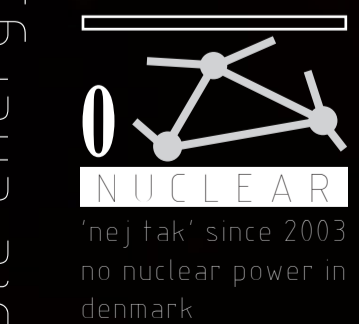 0
NUCLEAR
'nej tak' since 2003
no nuclear power in
denmark